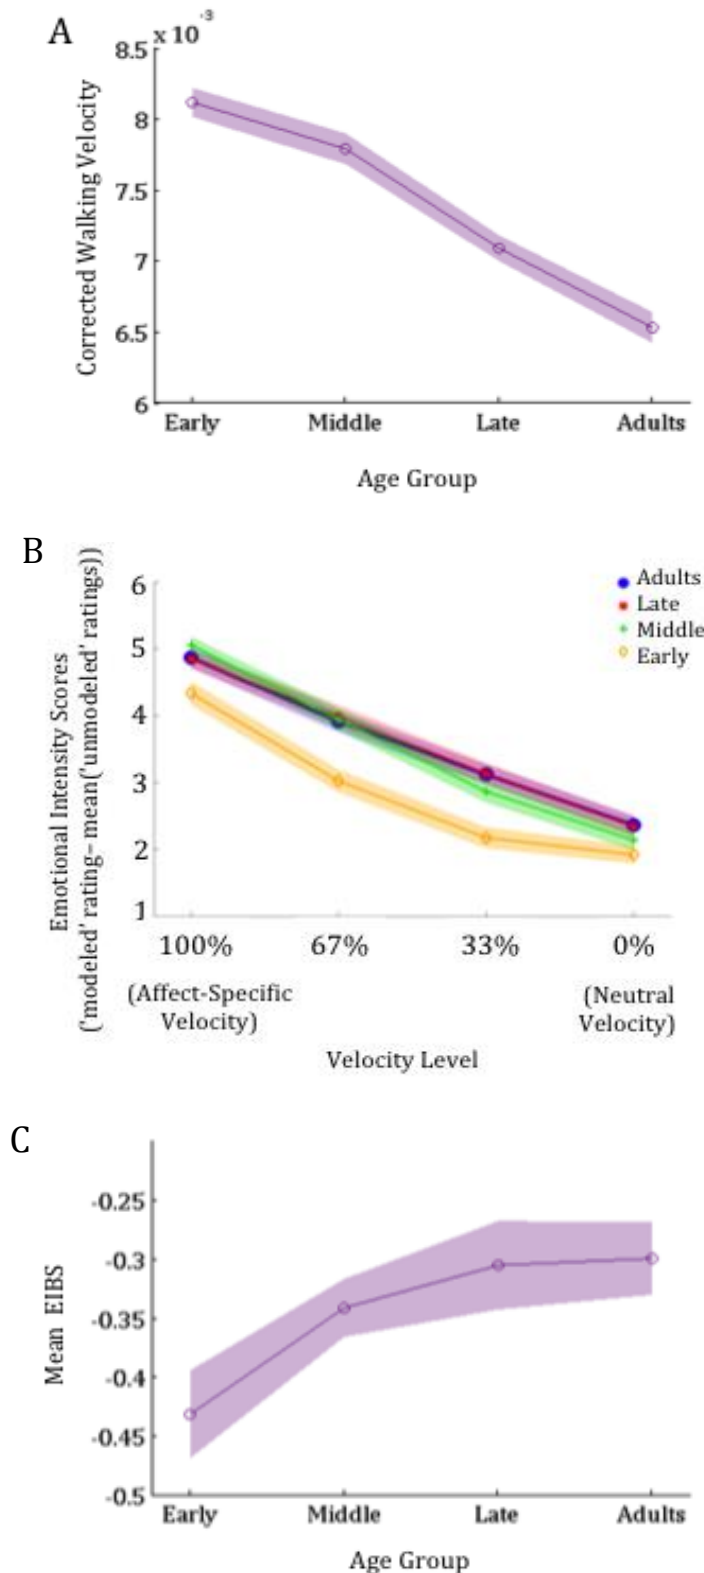 A
x 10
-3
8.5
8
7.5
7
6.5
6
Corrected Walking Velocity
Early Middle Late Adults
Age Group
B
Emotional Intensity Scores
('modeled' rating– mean('unmodeled' ratings))
6
5
4
3
2
1
Adults
Late
Middle
Early
100% 67% 33% 0%
(Affect-Specific
Velocity)
(Neutral
Velocity)
Velocity Level
C
Mean EIBS
-0.25
-0.3
-0.35
-0.4
-0.45
-0.5
Early Middle Late Adults
Age Group